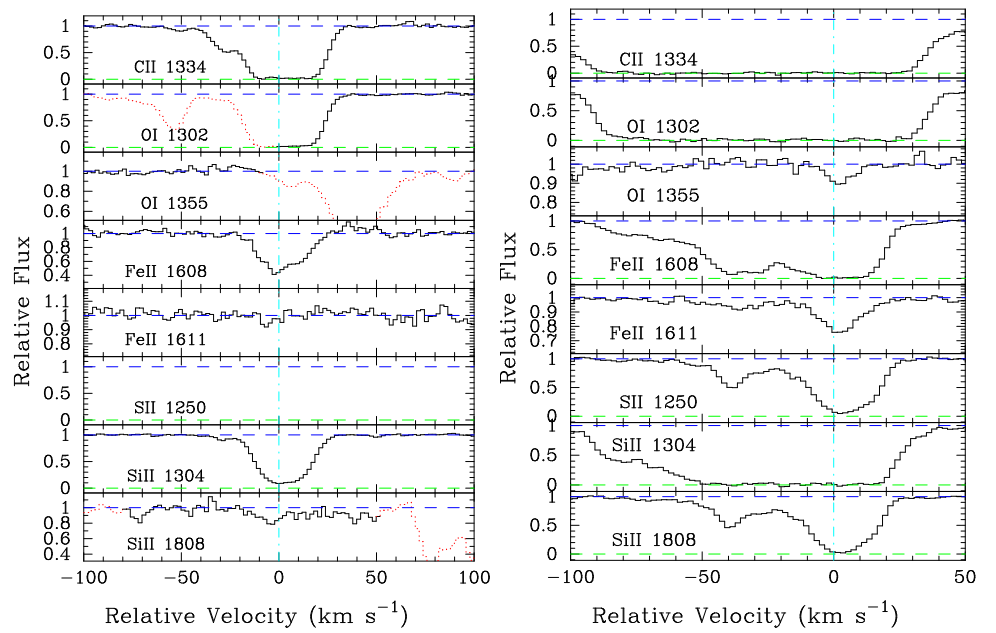 Relative Flux
1
0.5
0
CII 1334
1
0.5
0
OI 1302
1
0.8
0.6
OI 1355
1
0.8
0.6
0.4
FeII 1608
1.1
1
0.9
0.8
FeII 1611
1
0.5
0
SII 1250
1
0.5
0
SiII 1304
1
0.8
0.6
0.4
SiII 1808
−100 −50 0 50 100
Relative Velocity (km s⁻¹)
Relative Flux
1
0.5
0
CII 1334
1
0.5
0
OI 1302
1
0.9
0.8
OI 1355
1
0.5
0
FeII 1608
1
0.9
0.8
0.7
FeII 1611
1
0.5
0
SII 1250
1
0.5
0
SiII 1304
1
0.5
0
SiII 1808
−100 −50 0 50
Relative Velocity (km s⁻¹)